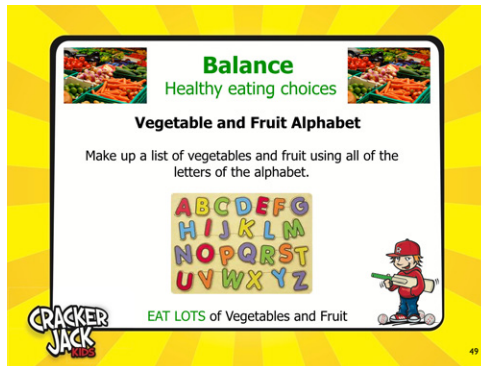 Balance
Healthy eating choices
Vegetable and Fruit Alphabet
Make up a list of vegetables and fruit using all of the
letters of the alphabet.
ABCDEFG
HIJKLM
NOPQRST
UVWXYZ
EAT LOTS of Vegetables and Fruit
CRACKER
JACK
KIDS
49